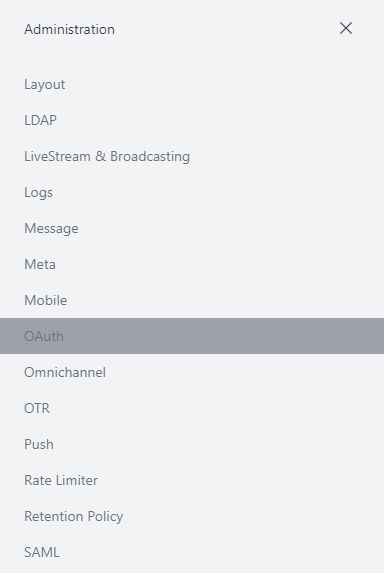 Administration
Layout
LDAP
LiveStream & Broadcasting
Logs
Message
Meta
Mobile
OAuth
Omnichannel
OTR
Push
Rate Limiter
Retention Policy
SAML